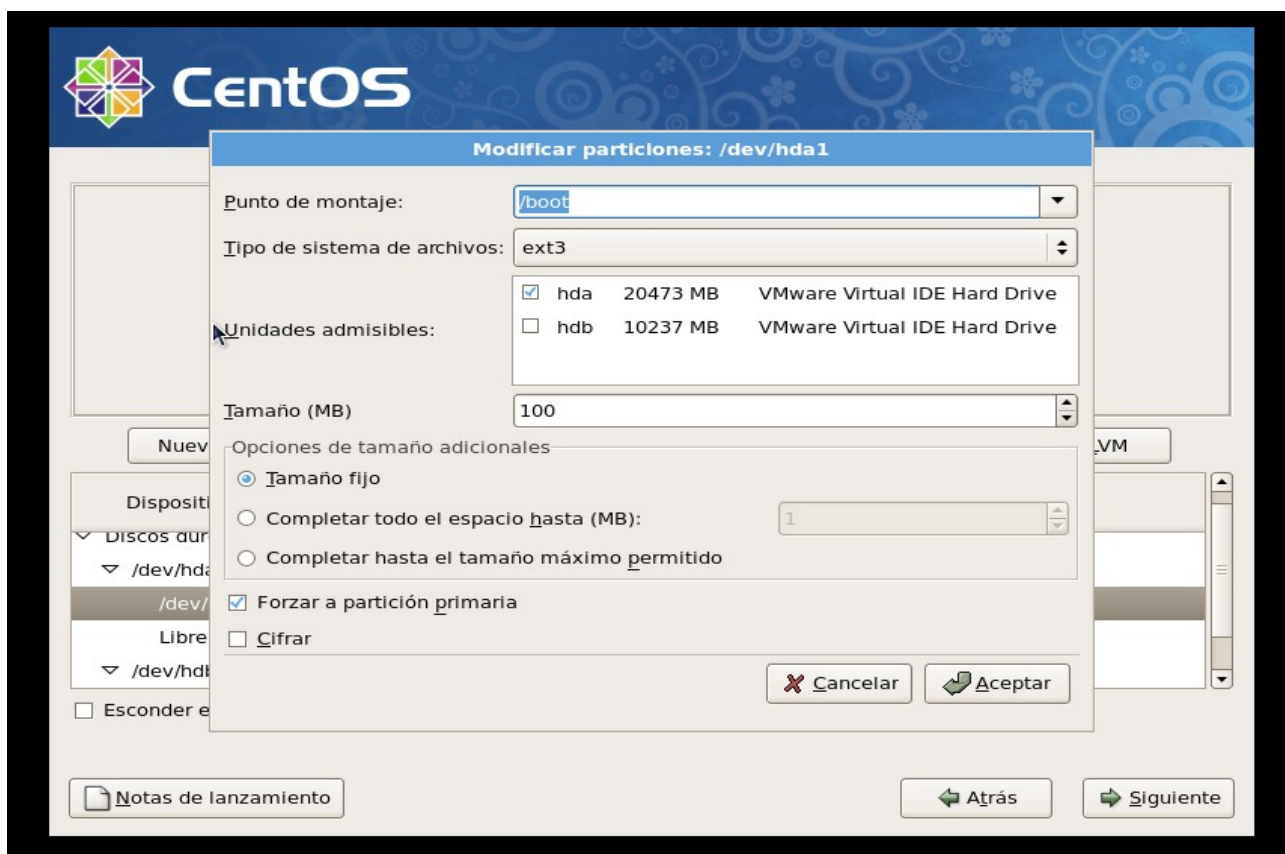 CentOS
Modificar particiones: /dev/hda1
Punto de montaje: /boot
Tipo de sistema de archivos: ext3
hda 20473 MB VMware Virtual IDE Hard Drive
Unidades admisibles:
hdb 10237 MB VMware Virtual IDE Hard Drive
Tamaño (MB) 100
Nuev
Opciones de tamaño adicionales
LVM
Tamaño fijo
Dispositi
Completar todo el espacio hasta (MB): 1
Discos dur
Completar hasta el tamaño máximo permitido
/dev/hda
/dev/
Forzar a partición primaria
Libre
Cifrar
/dev/hdb
Cancelar
Aceptar
Esconder e
Notas de lanzamiento
Atrás
Siguiente